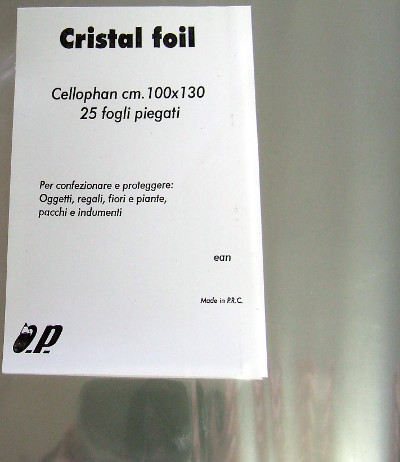 Cristal foil
Cellophan cm.100x130
25 fogli piegati
Per confezionare e proteggere:
Oggetti, regali, fiori e piante,
pacchi e indumenti
ean
Made in P.R.C.
O.P.